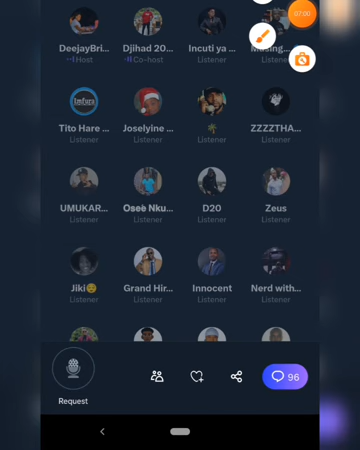 07:00
DeejayBri... Djihad 20... Incuti ya ...
Host Co-host Listener Listener
Tito Hare ... Joselyine ... 🌴 ZZZZTHA...
Listener Listener Listener Listener
UMUKAR... Oseè Nku... D20 Zeus
Listener Listener Listener Listener
Jiki😌 Grand Hir... Innocent Nerd with...
Listener Listener Listener Listener
96
Request